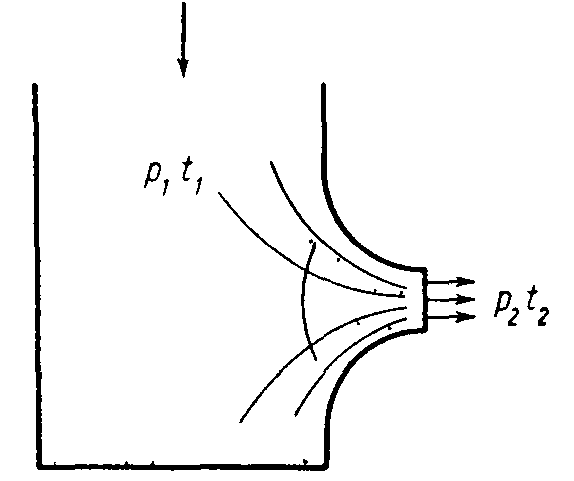 p₁ t₁
p₂ t₂